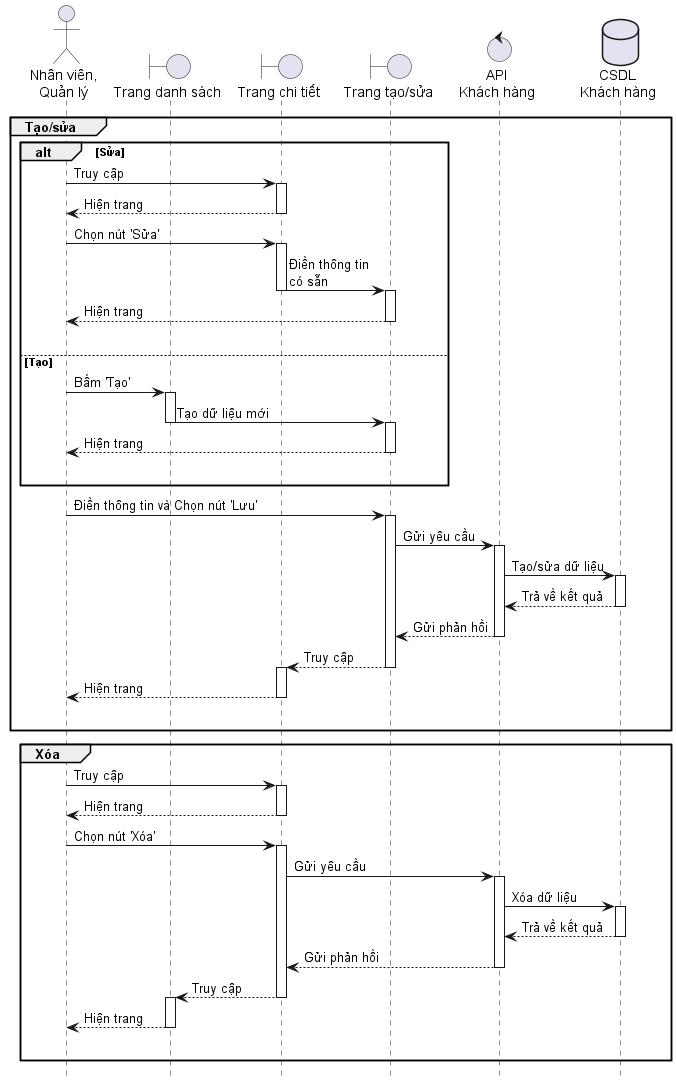 Nhân viên,
Quản lý
Trang danh sách
Trang chi tiết
Trang tạo/sửa
API
Khách hàng
CSDL
Khách hàng
Tạo/sửa
alt
[Sửa]
Truy cập
Hiện trang
Chọn nút 'Sửa'
Điền thông tin
có sẵn
Hiện trang
[Tạo]
Bấm 'Tạo'
Tạo dữ liệu mới
Hiện trang
Điền thông tin và Chọn nút 'Lưu'
Gửi yêu cầu
Tạo/sửa dữ liệu
Trả về kết quả
Gửi phản hồi
Truy cập
Hiện trang
Xóa
Truy cập
Hiện trang
Chọn nút 'Xóa'
Gửi yêu cầu
Xóa dữ liệu
Trả về kết quả
Gửi phản hồi
Truy cập
Hiện trang